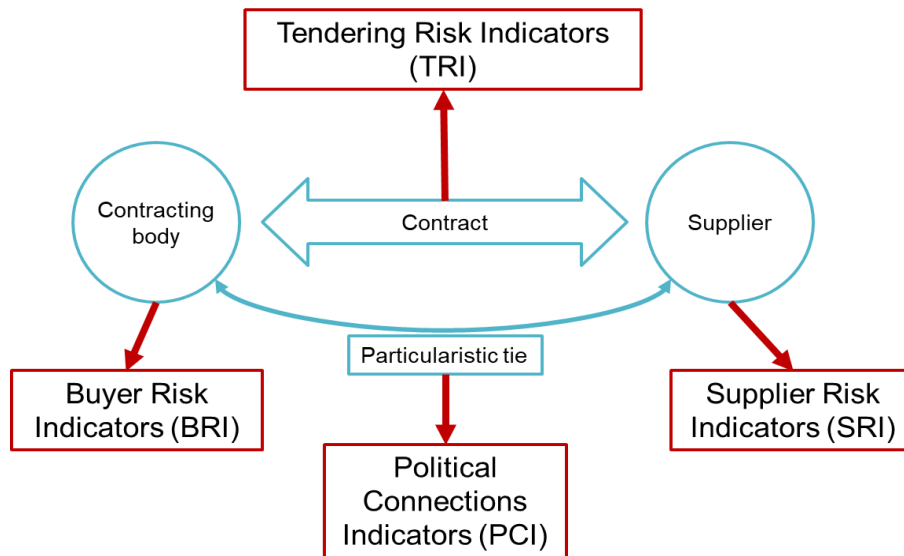 Tendering Risk Indicators
(TRI)
Contracting
body
Contract
Supplier
Particularistic tie
Buyer Risk
Indicators (BRI)
Supplier Risk
Indicators (SRI)
Political
Connections
Indicators (PCI)